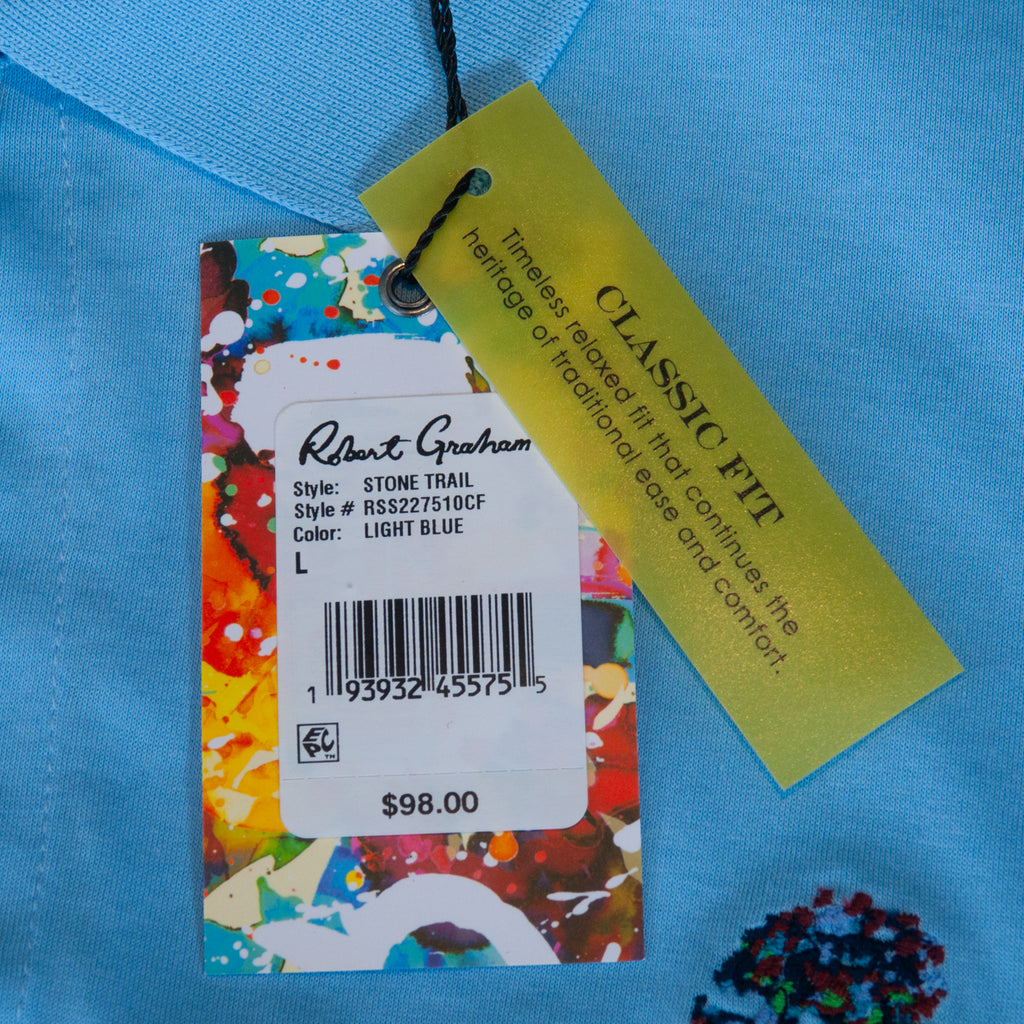 CLASSIC FIT
Timeless relaxed fit that continues the
heritage of traditional ease and comfort.
Robert Graham
Style: STONE TRAIL
Style # RSS227510CF
Color: LIGHT BLUE
L
1 93932 45575 5
EPC™
$98.00